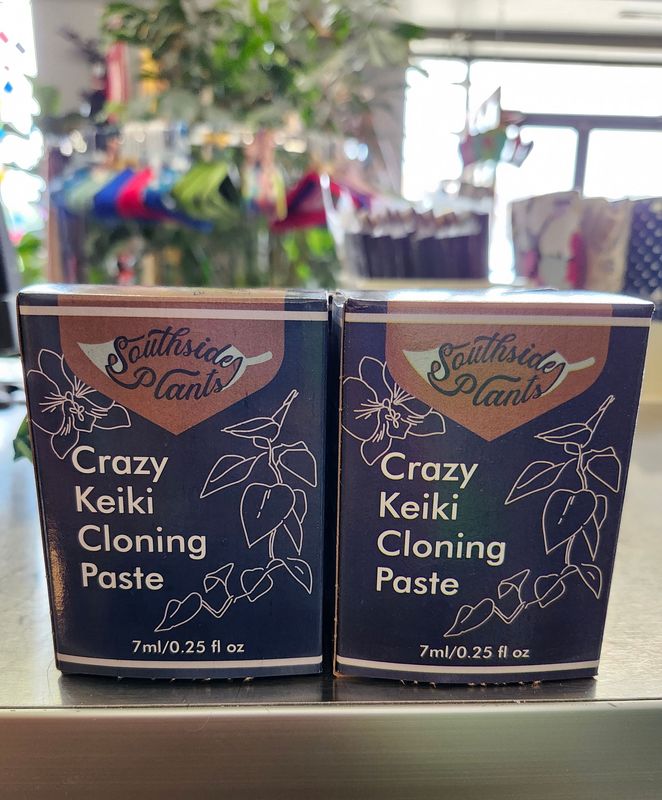 Southside
Plants
Crazy
Keiki
Cloning
Paste
7ml/0.25 fl oz
Southside
Plants
Crazy
Keiki
Cloning
Paste
7ml/0.25 fl oz